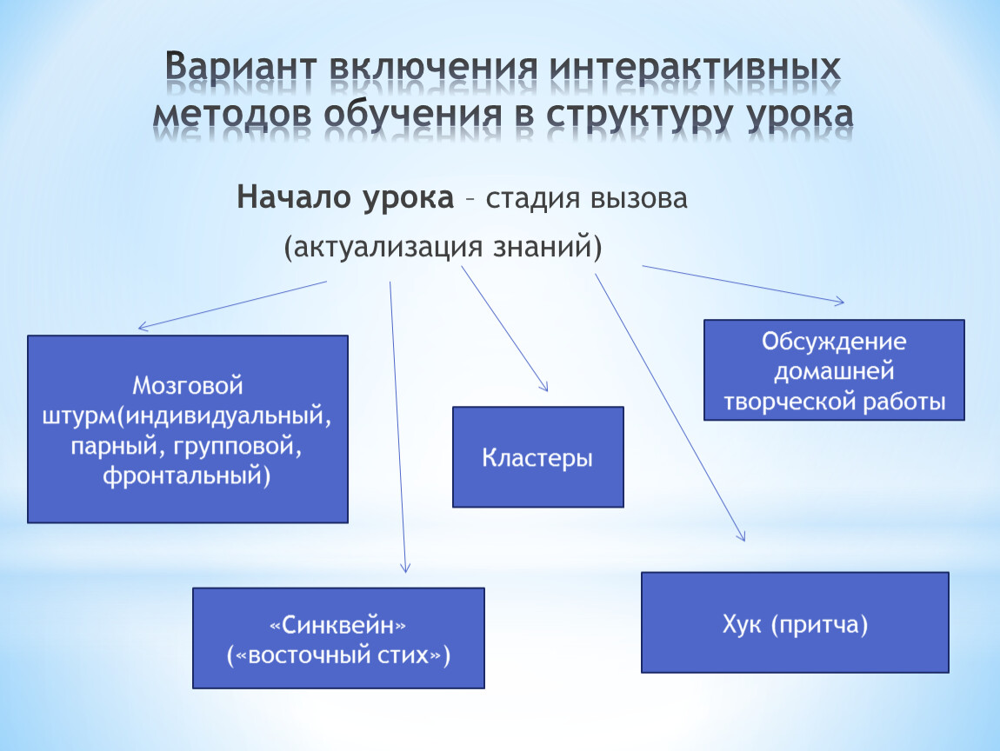 Вариант включения интерактивных
методов обучения в структуру урока
Начало урока – стадия вызова
(актуализация знаний)
Мозговой
штурм(индивидуальный,
парный, групповой,
фронтальный)
Кластеры
Обсуждение
домашней
творческой работы
«Синквейн»
(«восточный стих»)
Хук (притча)